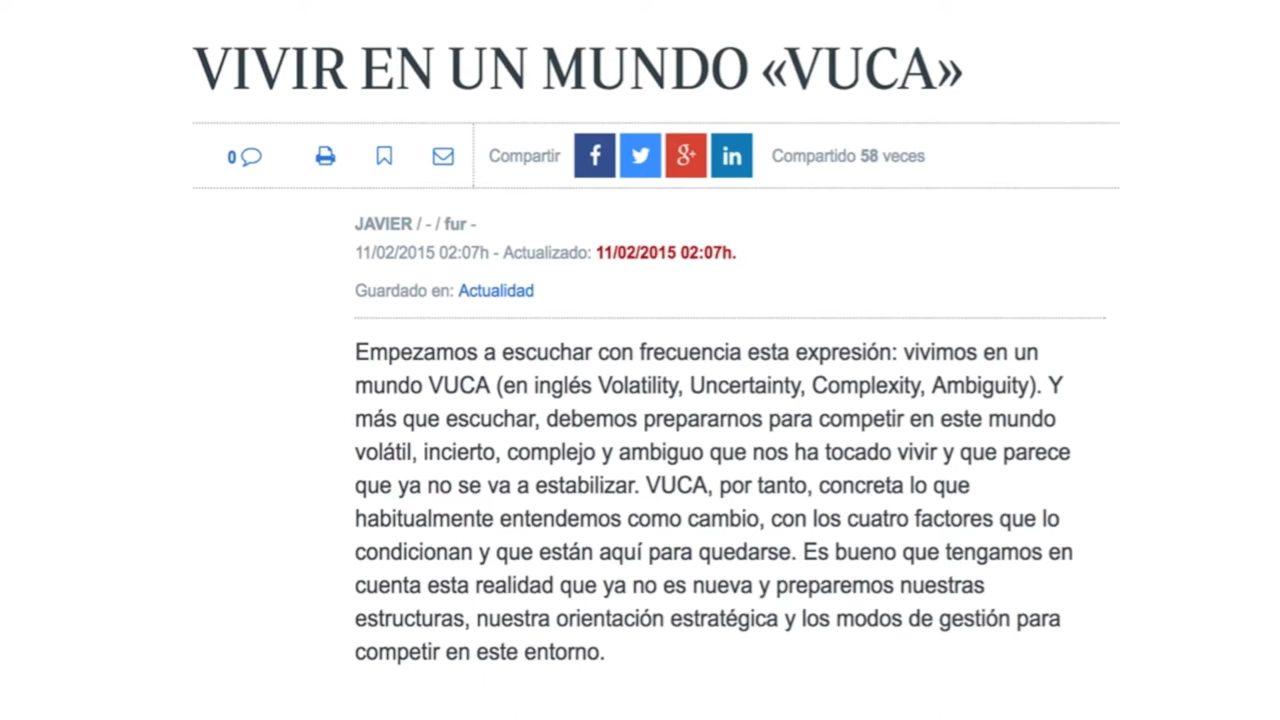 VIVIR EN UN MUNDO «VUCA»
0 Compartir f g+ in Compartido 58 veces
JAVIER / - / fur -
11/02/2015 02:07h - Actualizado: 11/02/2015 02:07h.
Guardado en: Actualidad
Empezamos a escuchar con frecuencia esta expresión: vivimos en un
mundo VUCA (en inglés Volatility, Uncertainty, Complexity, Ambiguity). Y
más que escuchar, debemos prepararnos para competir en este mundo
volátil, incierto, complejo y ambiguo que nos ha tocado vivir y que parece
que ya no se va a estabilizar. VUCA, por tanto, concreta lo que
habitualmente entendemos como cambio, con los cuatro factores que lo
condicionan y que están aquí para quedarse. Es bueno que tengamos en
cuenta esta realidad que ya no es nueva y preparemos nuestras
estructuras, nuestra orientación estratégica y los modos de gestión para
competir en este entorno.